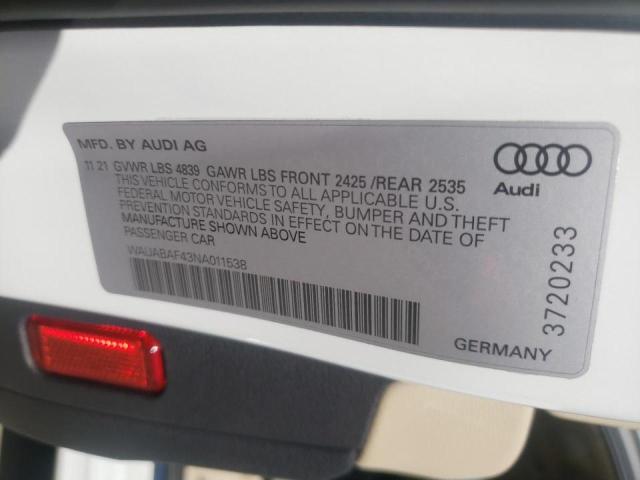 MFD. BY AUDI AG
11 21 GVWR LBS 4839 GAWR LBS FRONT 2425 /REAR 2535
THIS VEHICLE CONFORMS TO ALL APPLICABLE U.S.
FEDERAL MOTOR VEHICLE SAFETY, BUMPER AND THEFT
PREVENTION STANDARDS IN EFFECT ON THE DATE OF
MANUFACTURE SHOWN ABOVE
PASSENGER CAR
WAUABAF43NA011538
Audi
3720233
GERMANY